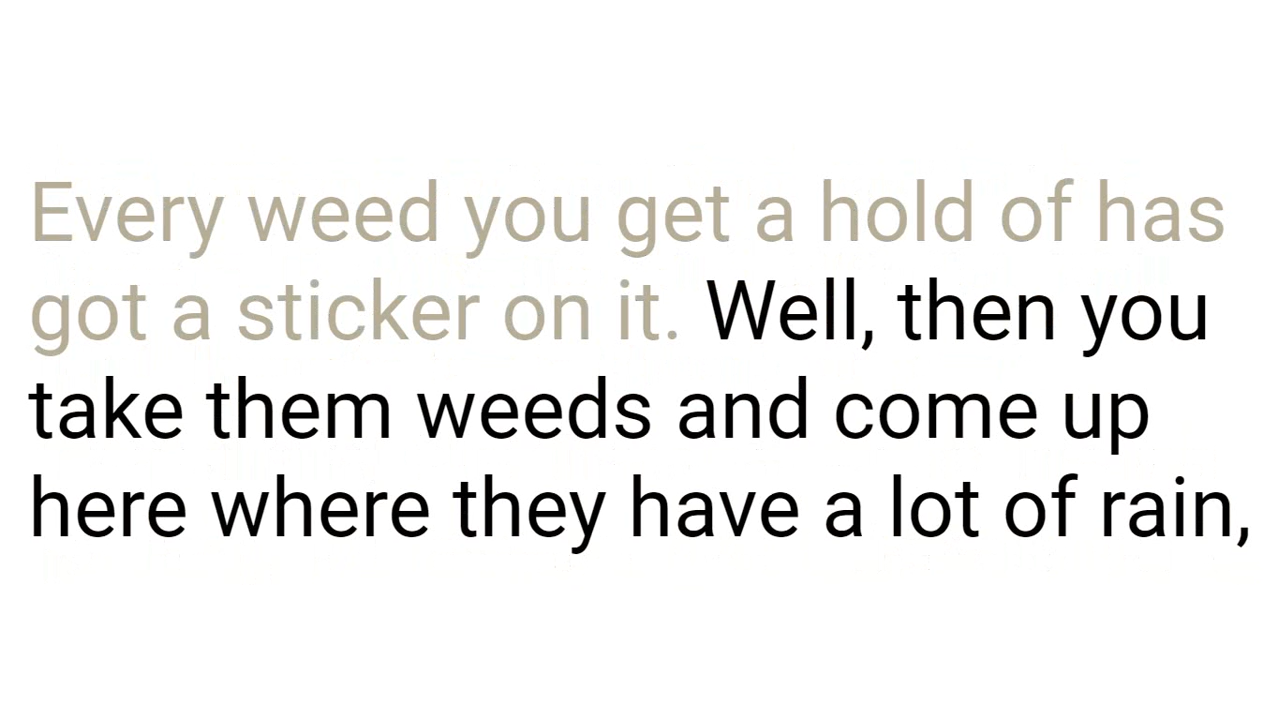 Every weed you get a hold of has
got a sticker on it. Well, then you
take them weeds and come up
here where they have a lot of rain,